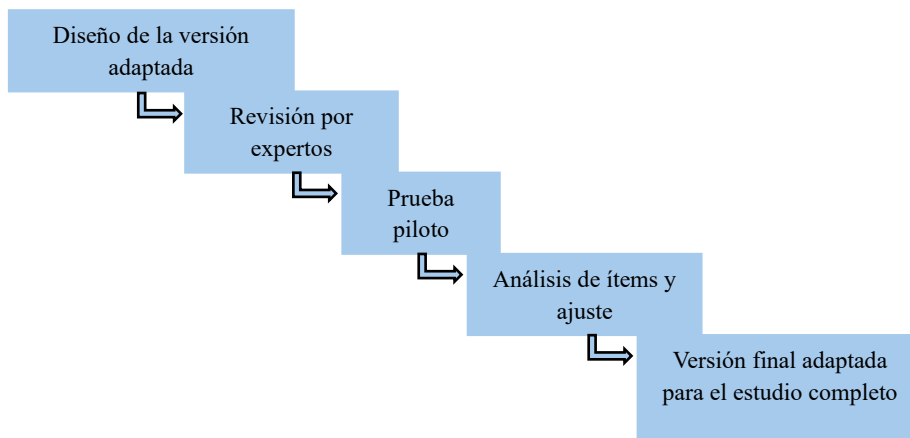 Diseño de la versión
adaptada
Revisión por
expertos
Prueba
piloto
Análisis de ítems y
ajuste
Versión final adaptada
para el estudio completo